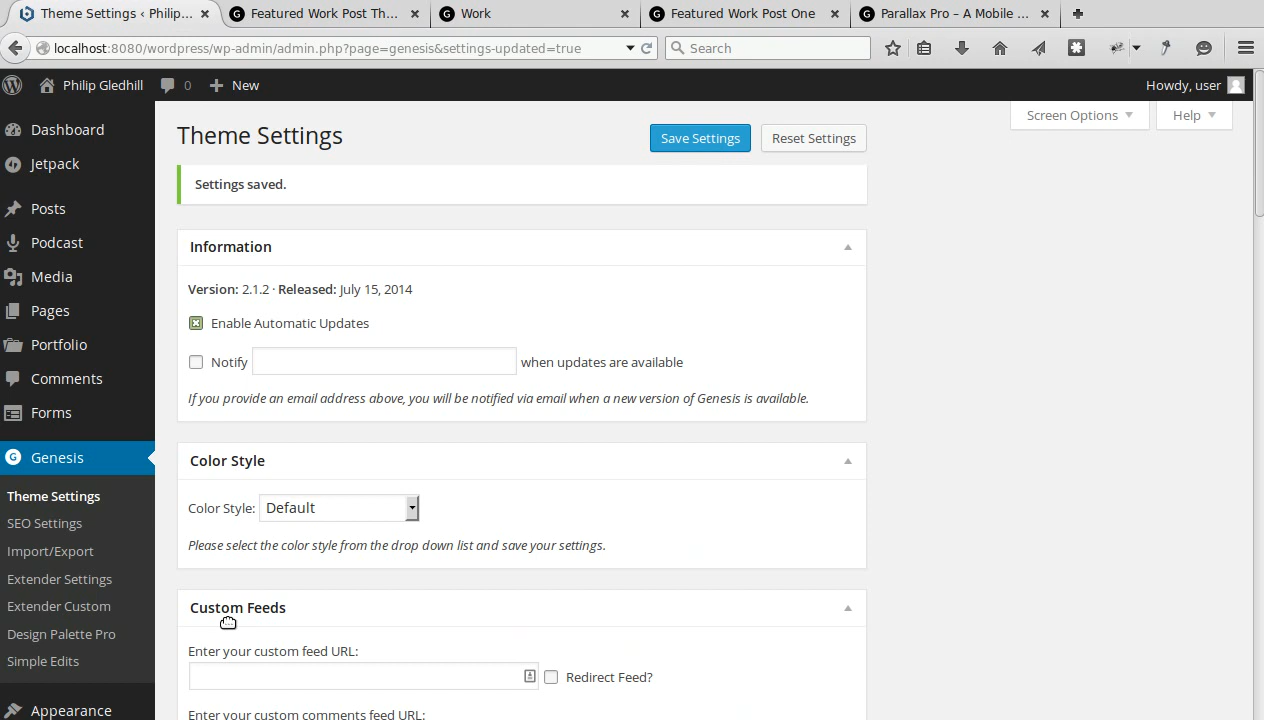 Theme Settings ‹ Philip... Featured Work Post Th... Work Featured Work Post One Parallax Pro – A Mobile ...
localhost:8080/wordpress/wp-admin/admin.php?page=genesis&settings-updated=true Search
Philip Gledhill 0 New Howdy, user
Screen Options Help
Dashboard
Jetpack
Posts
Podcast
Media
Pages
Portfolio
Comments
Forms
Genesis
Theme Settings
SEO Settings
Import/Export
Extender Settings
Extender Custom
Design Palette Pro
Simple Edits
Appearance
Theme Settings Save Settings Reset Settings
Settings saved.
Information
Version: 2.1.2 · Released: July 15, 2014
Enable Automatic Updates
Notify when updates are available
If you provide an email address above, you will be notified via email when a new version of Genesis is available.
Color Style
Color Style: Default
Please select the color style from the drop down list and save your settings.
Custom Feeds
Enter your custom feed URL:
Redirect Feed?
Enter your custom comments feed URL: